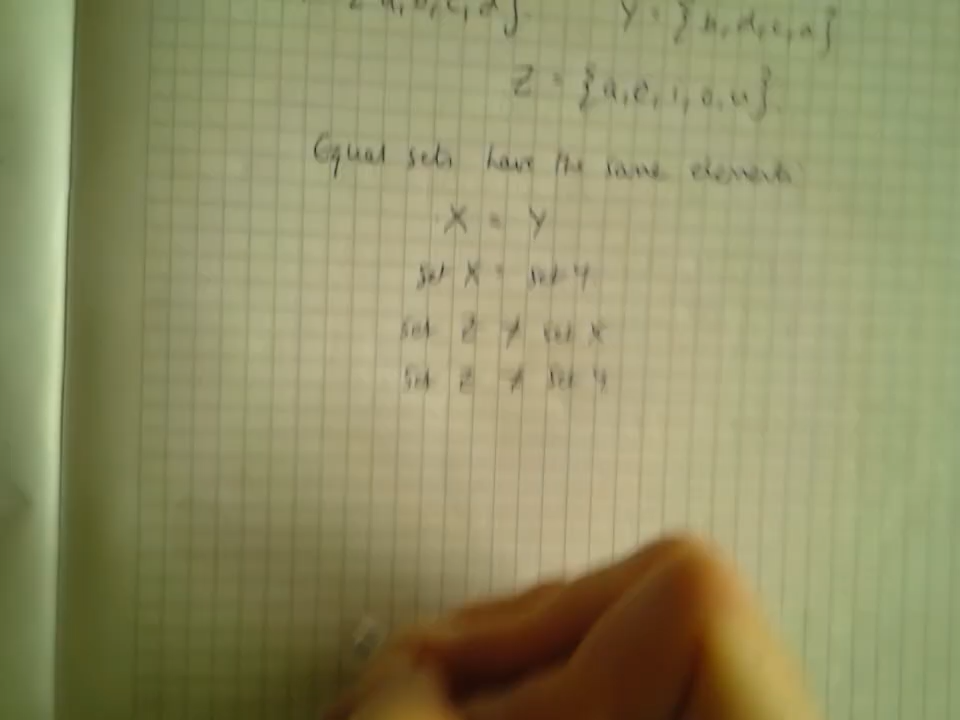 {a, b, c, d} Y = {b, d, c, a}
Z = {a, e, i, o, u}
Equal sets have the same elements
X = Y
set X = set Y
set Z ≠ set X
set Z ≠ set Y